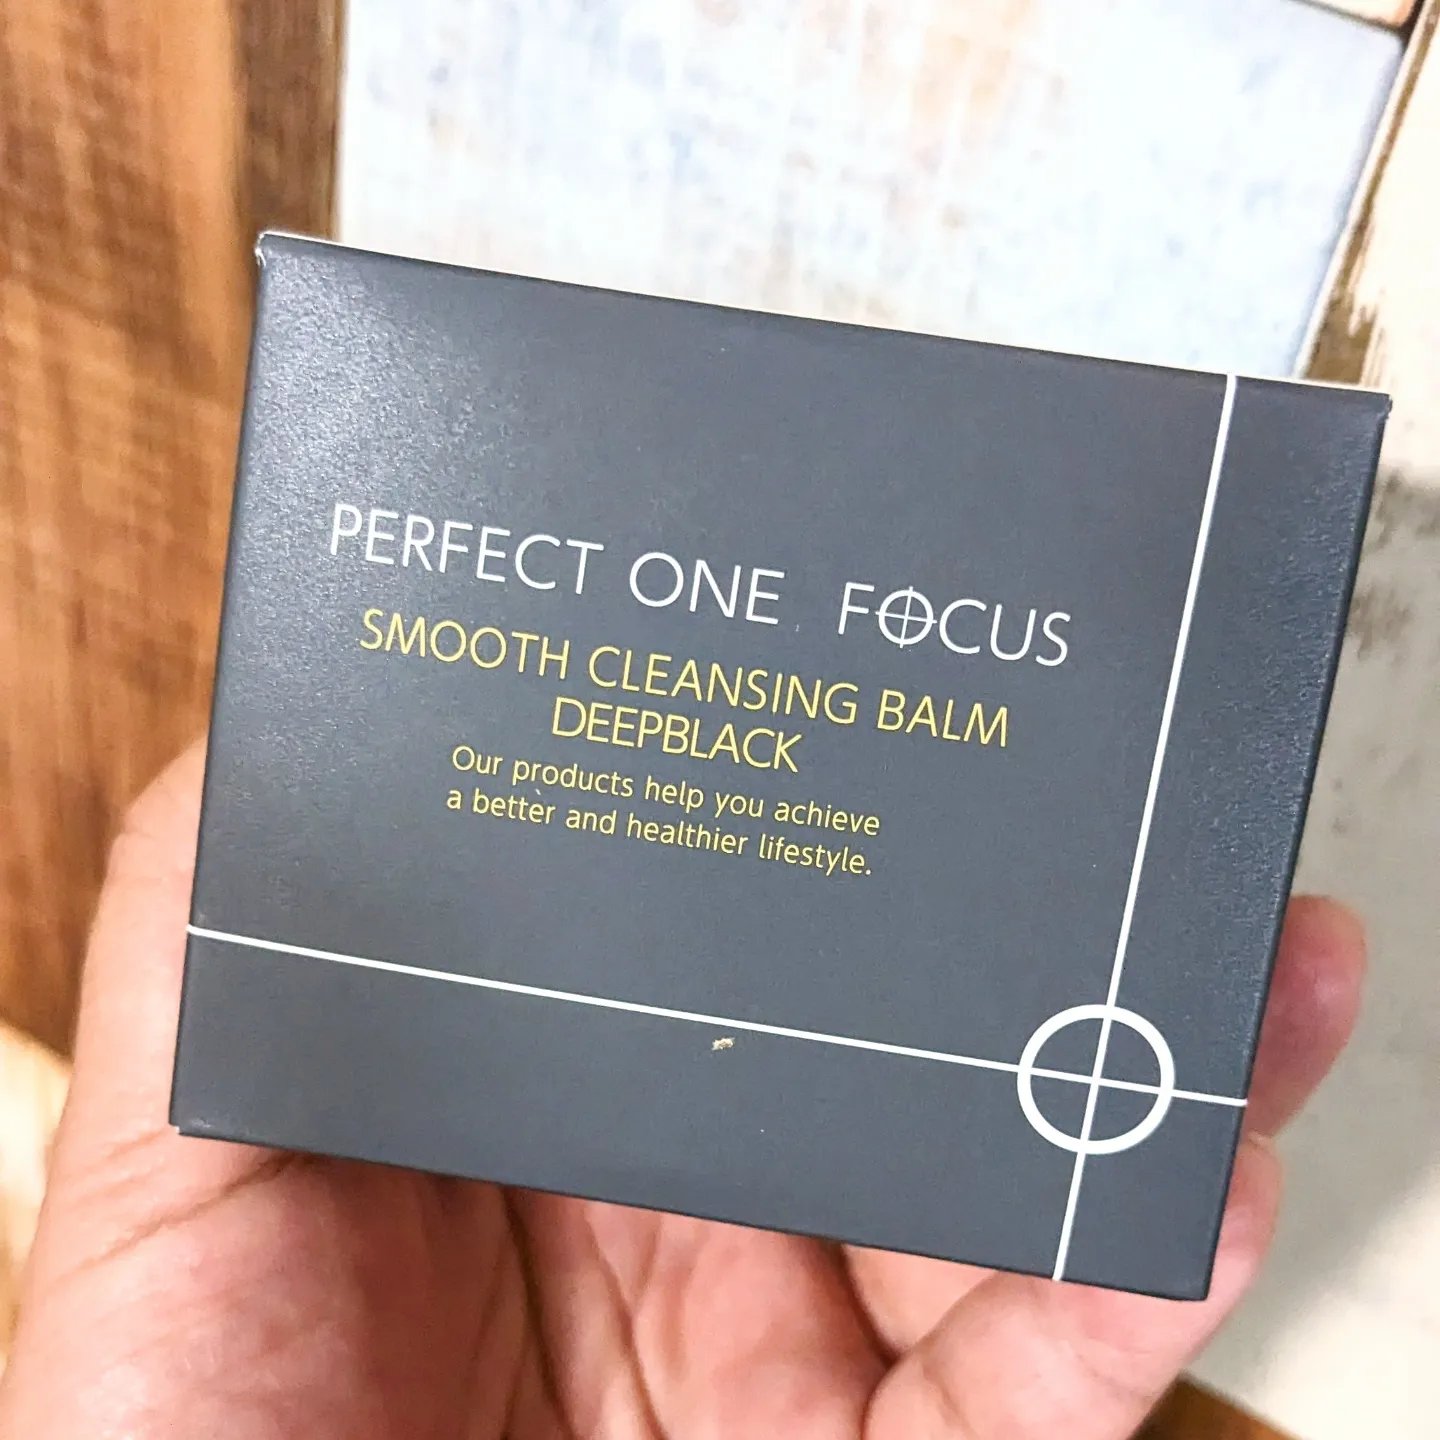 PERFECT ONE FOCUS
SMOOTH CLEANSING BALM
DEEPBLACK
Our products help you achieve
a better and healthier lifestyle.